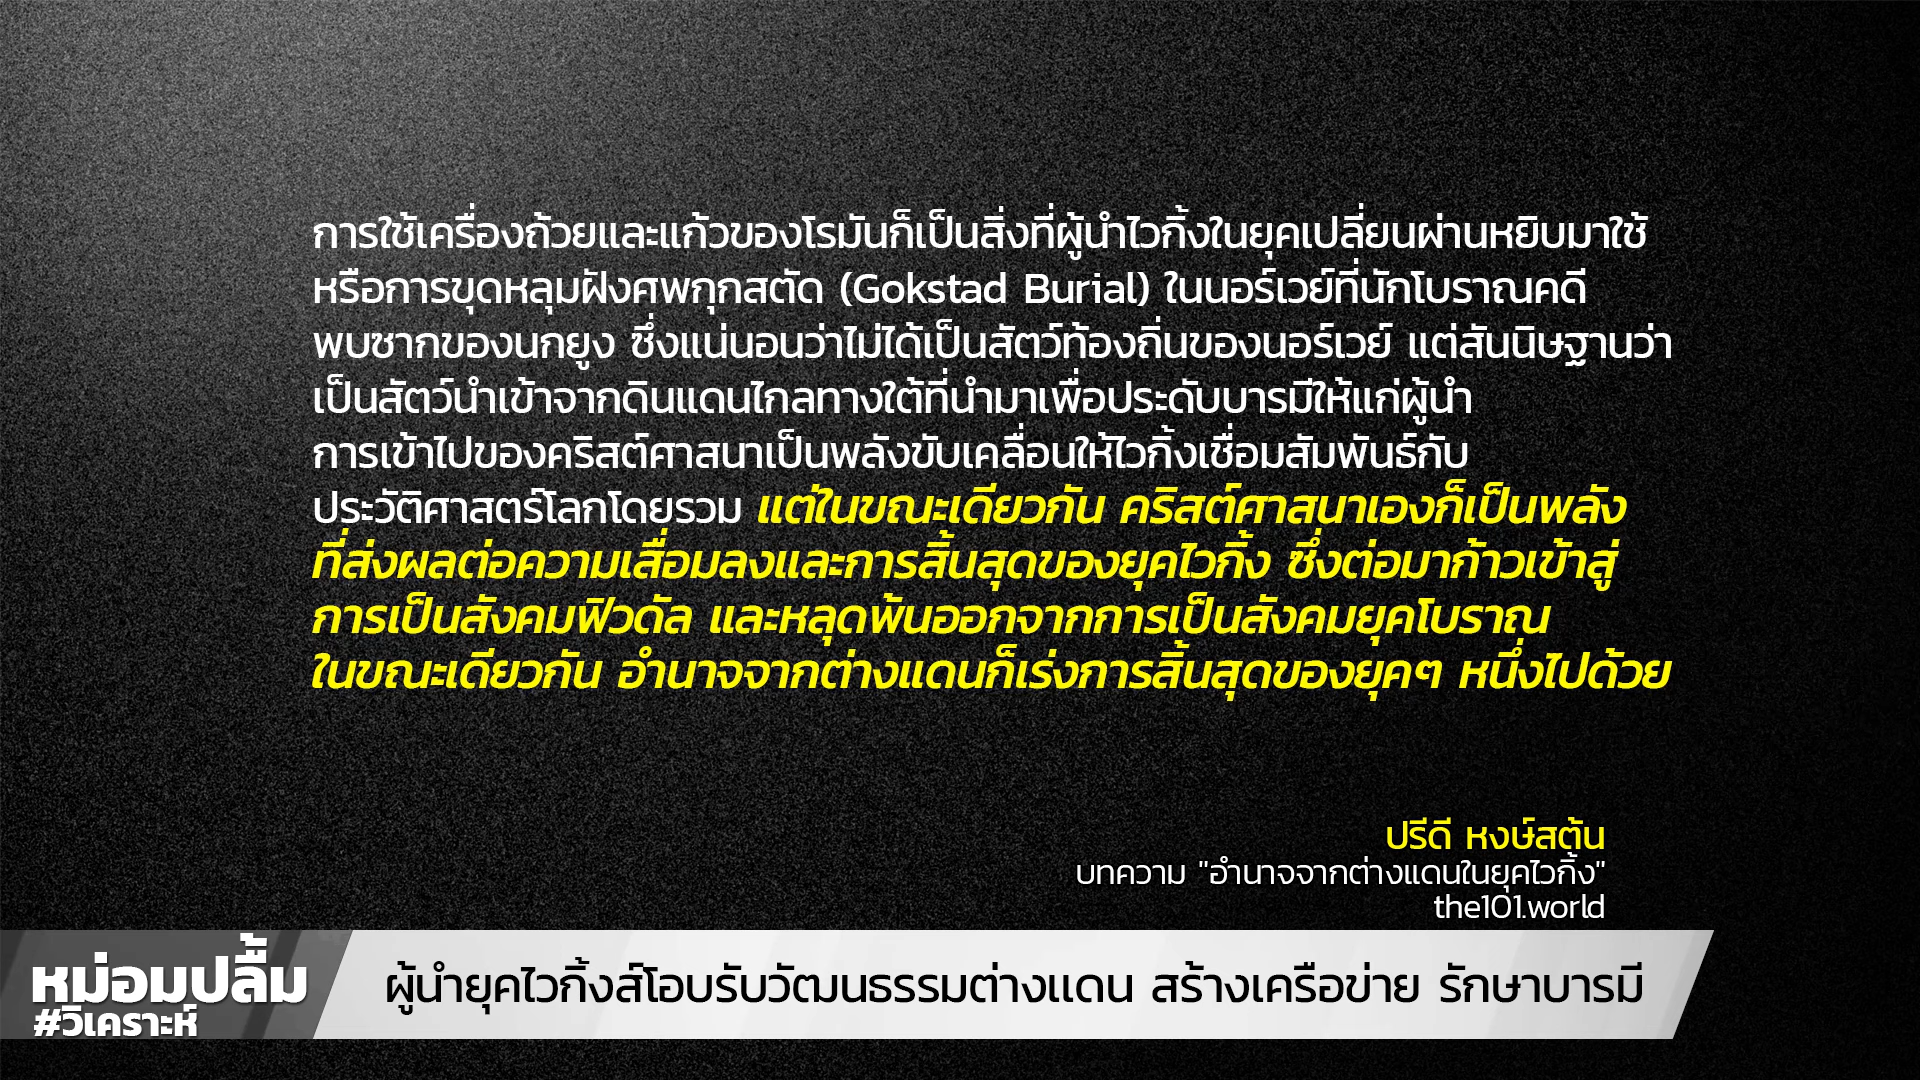 การใช้เครื่องถ้วยและแก้วของโรมันก็เป็นสิ่งที่ผู้นำไวกิ้งในยุคเปลี่ยนผ่านหยิบมาใช้
หรือการขุดหลุมฝังศพกุกสตัด (Gokstad Burial) ในนอร์เวย์ที่นักโบราณคดี
พบซากของนกยูง ซึ่งแน่นอนว่าไม่ได้เป็นสัตว์ท้องถิ่นของนอร์เวย์ แต่สันนิษฐานว่า
เป็นสัตว์นำเข้าจากดินแดนไกลทางใต้ที่นำมาเพื่อประดับบารมีให้แก่ผู้นำ
การเข้าไปของคริสต์ศาสนาเป็นพลังขับเคลื่อนให้ไวกิ้งเชื่อมสัมพันธ์กับ
ประวัติศาสตร์โลกโดยรวม แต่ในขณะเดียวกัน คริสต์ศาสนาเองก็เป็นพลัง
ที่ส่งผลต่อความเสื่อมลงและการสิ้นสุดของยุคไวกิ้ง ซึ่งต่อมาก้าวเข้าสู่
การเป็นสังคมฟิวดัล และหลุดพ้นออกจากการเป็นสังคมยุคโบราณ
ในขณะเดียวกัน อำนาจจากต่างแดนก็เร่งการสิ้นสุดของยุคๆ หนึ่งไปด้วย
ปรีดี หงษ์สต้น
บทความ "อำนาจจากต่างแดนในยุคไวกิ้ง"
the101.world
หม่อมปลื้ม
#วิเคราะห์
ผู้นำยุคไวกิ้งส์โอบรับวัฒนธรรมต่างแดน สร้างเครือข่าย รักษาบารมี